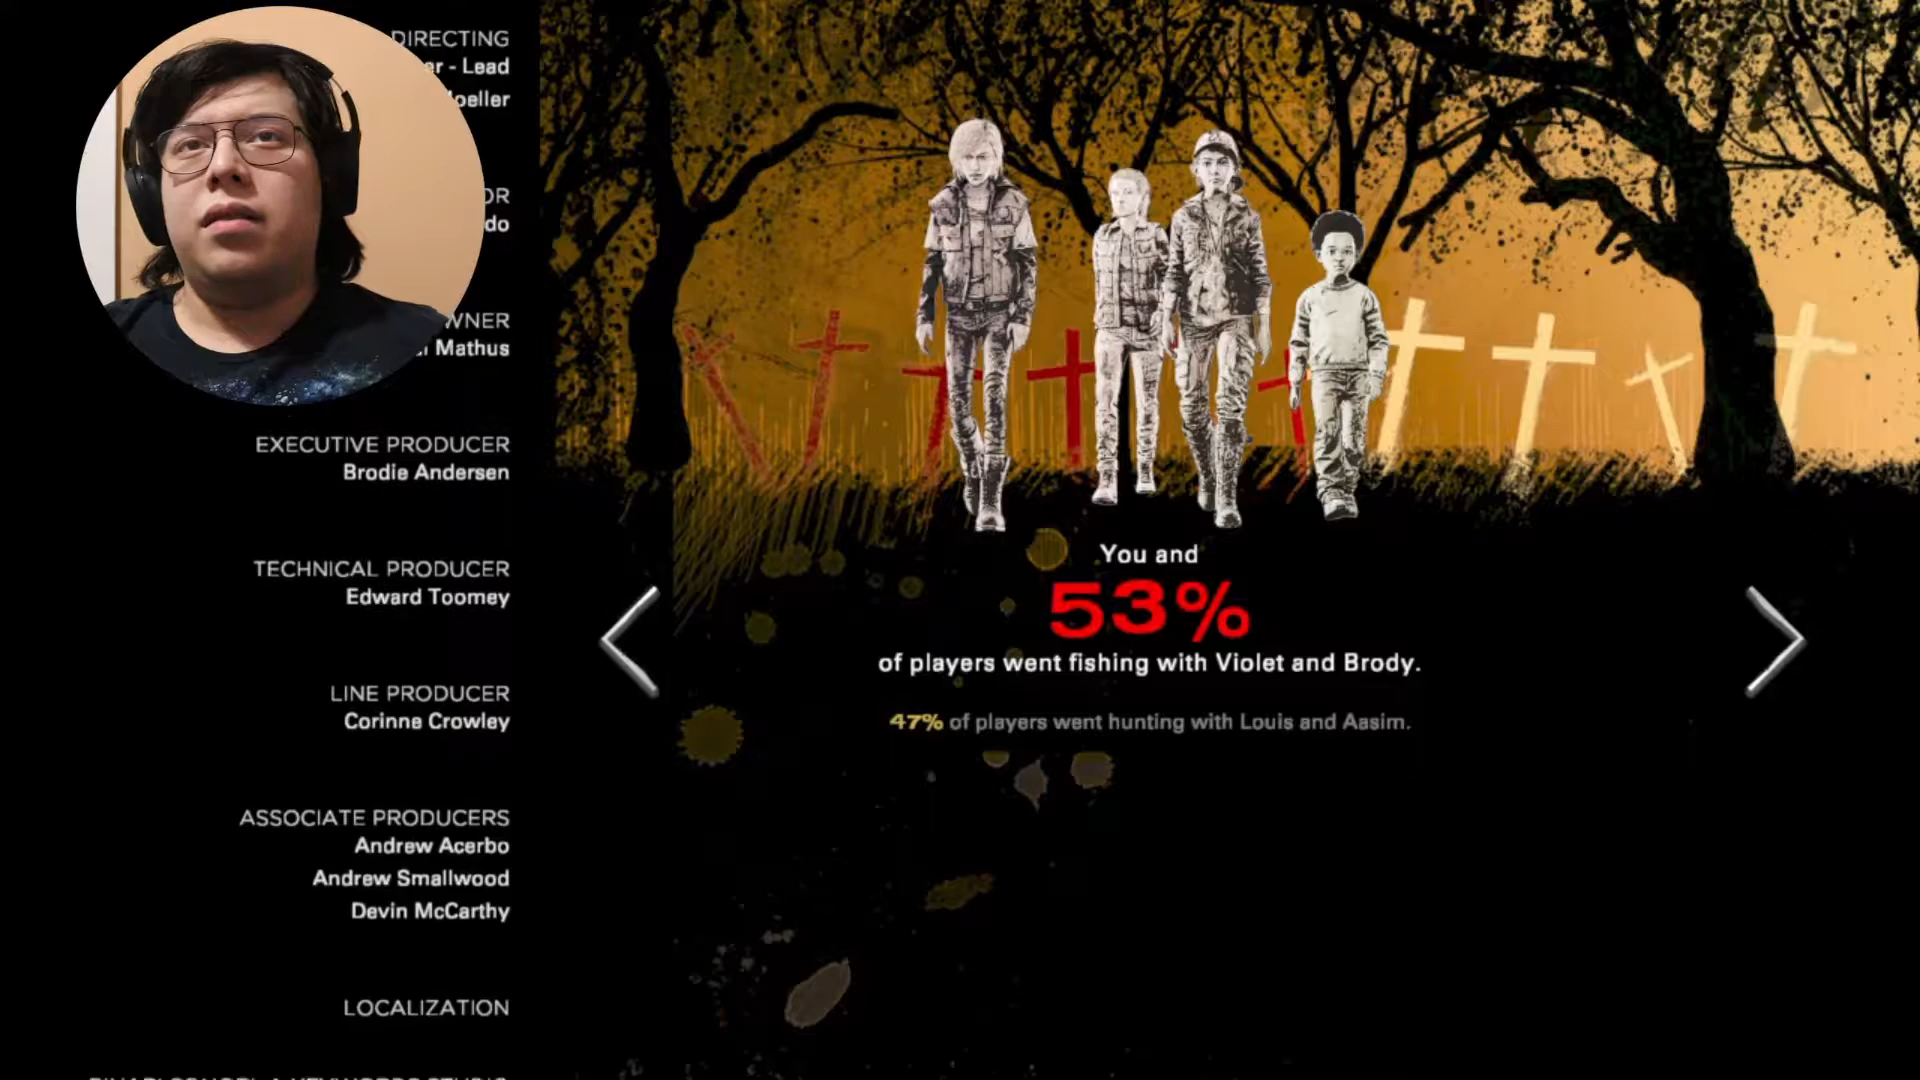 DIRECTING
- Lead
Mathus
EXECUTIVE PRODUCER
Brodie Andersen
TECHNICAL PRODUCER
Edward Toomey
LINE PRODUCER
Corinne Crowley
ASSOCIATE PRODUCERS
Andrew Acerbo
Andrew Smallwood
Devin McCarthy
LOCALIZATION
You and
53%
of players went fishing with Violet and Brody.
47% of players went hunting with Louis and Aasim.